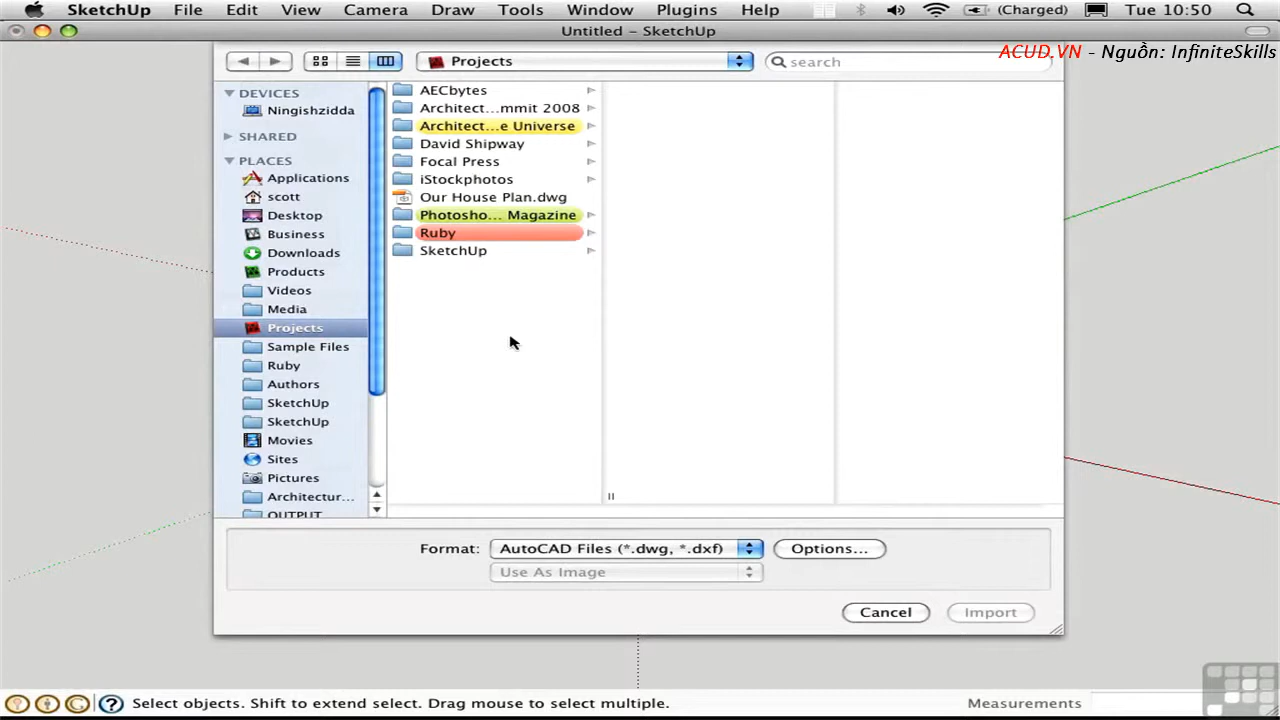 SketchUp File Edit View Camera Draw Tools Window Plugins Help (Charged) Tue 10:50
Untitled – SketchUp
ACUD.VN - Nguồn: InfiniteSkills
Projects
search
DEVICES
Ningishzidda
SHARED
PLACES
Applications
scott
Desktop
Business
Downloads
Products
Videos
Media
Projects
Sample Files
Ruby
Authors
SketchUp
SketchUp
Movies
Sites
Pictures
Architectur...
OUTPUT
AECbytes
Architect...mmit 2008
Architect...e Universe
David Shipway
Focal Press
iStockphotos
Our House Plan.dwg
Photosho... Magazine
Ruby
SketchUp
Format: AutoCAD Files (*.dwg, *.dxf) Options...
Use As Image
Cancel Import
Select objects. Shift to extend select. Drag mouse to select multiple. Measurements